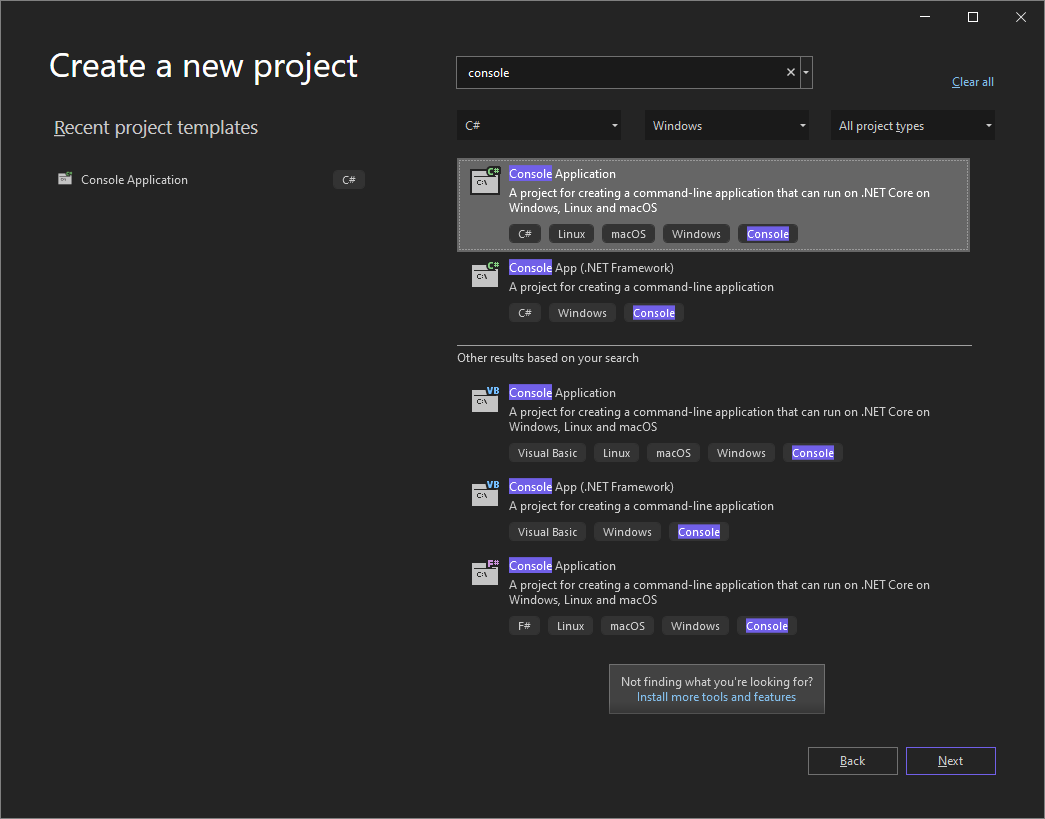 Create a new project
Recent project templates
Console Application
C#
console
Clear all
C#
Windows
All project types
C#
C:\
Console Application
A project for creating a command-line application that can run on .NET Core on
Windows, Linux and macOS
C# Linux macOS Windows Console
C#
C:\
Console App (.NET Framework)
A project for creating a command-line application
C# Windows Console
Other results based on your search
VB
C:\
Console Application
A project for creating a command-line application that can run on .NET Core on
Windows, Linux and macOS
Visual Basic Linux macOS Windows Console
VB
C:\
Console App (.NET Framework)
A project for creating a command-line application
Visual Basic Windows Console
F#
C:\
Console Application
A project for creating a command-line application that can run on .NET Core on
Windows, Linux and macOS
F# Linux macOS Windows Console
Not finding what you're looking for?
Install more tools and features
Back
Next